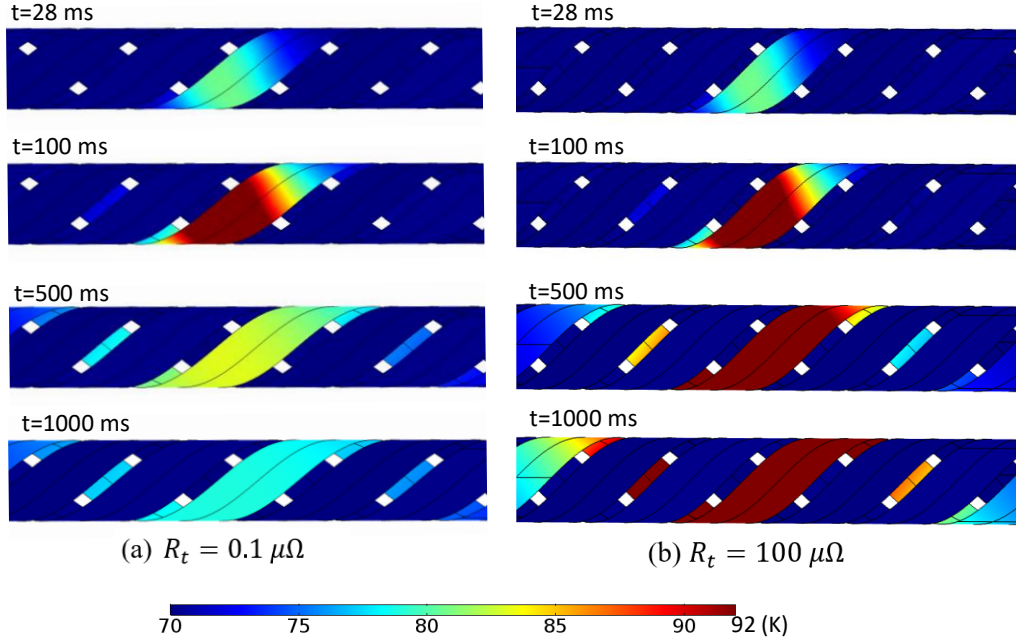 t=28 ms
t=28 ms
t=100 ms
t=100 ms
t=500 ms
t=500 ms
t=1000 ms
t=1000 ms
(a) R_t = 0.1 μΩ
(b) R_t = 100 μΩ
70 75 80 85 90 92 (K)